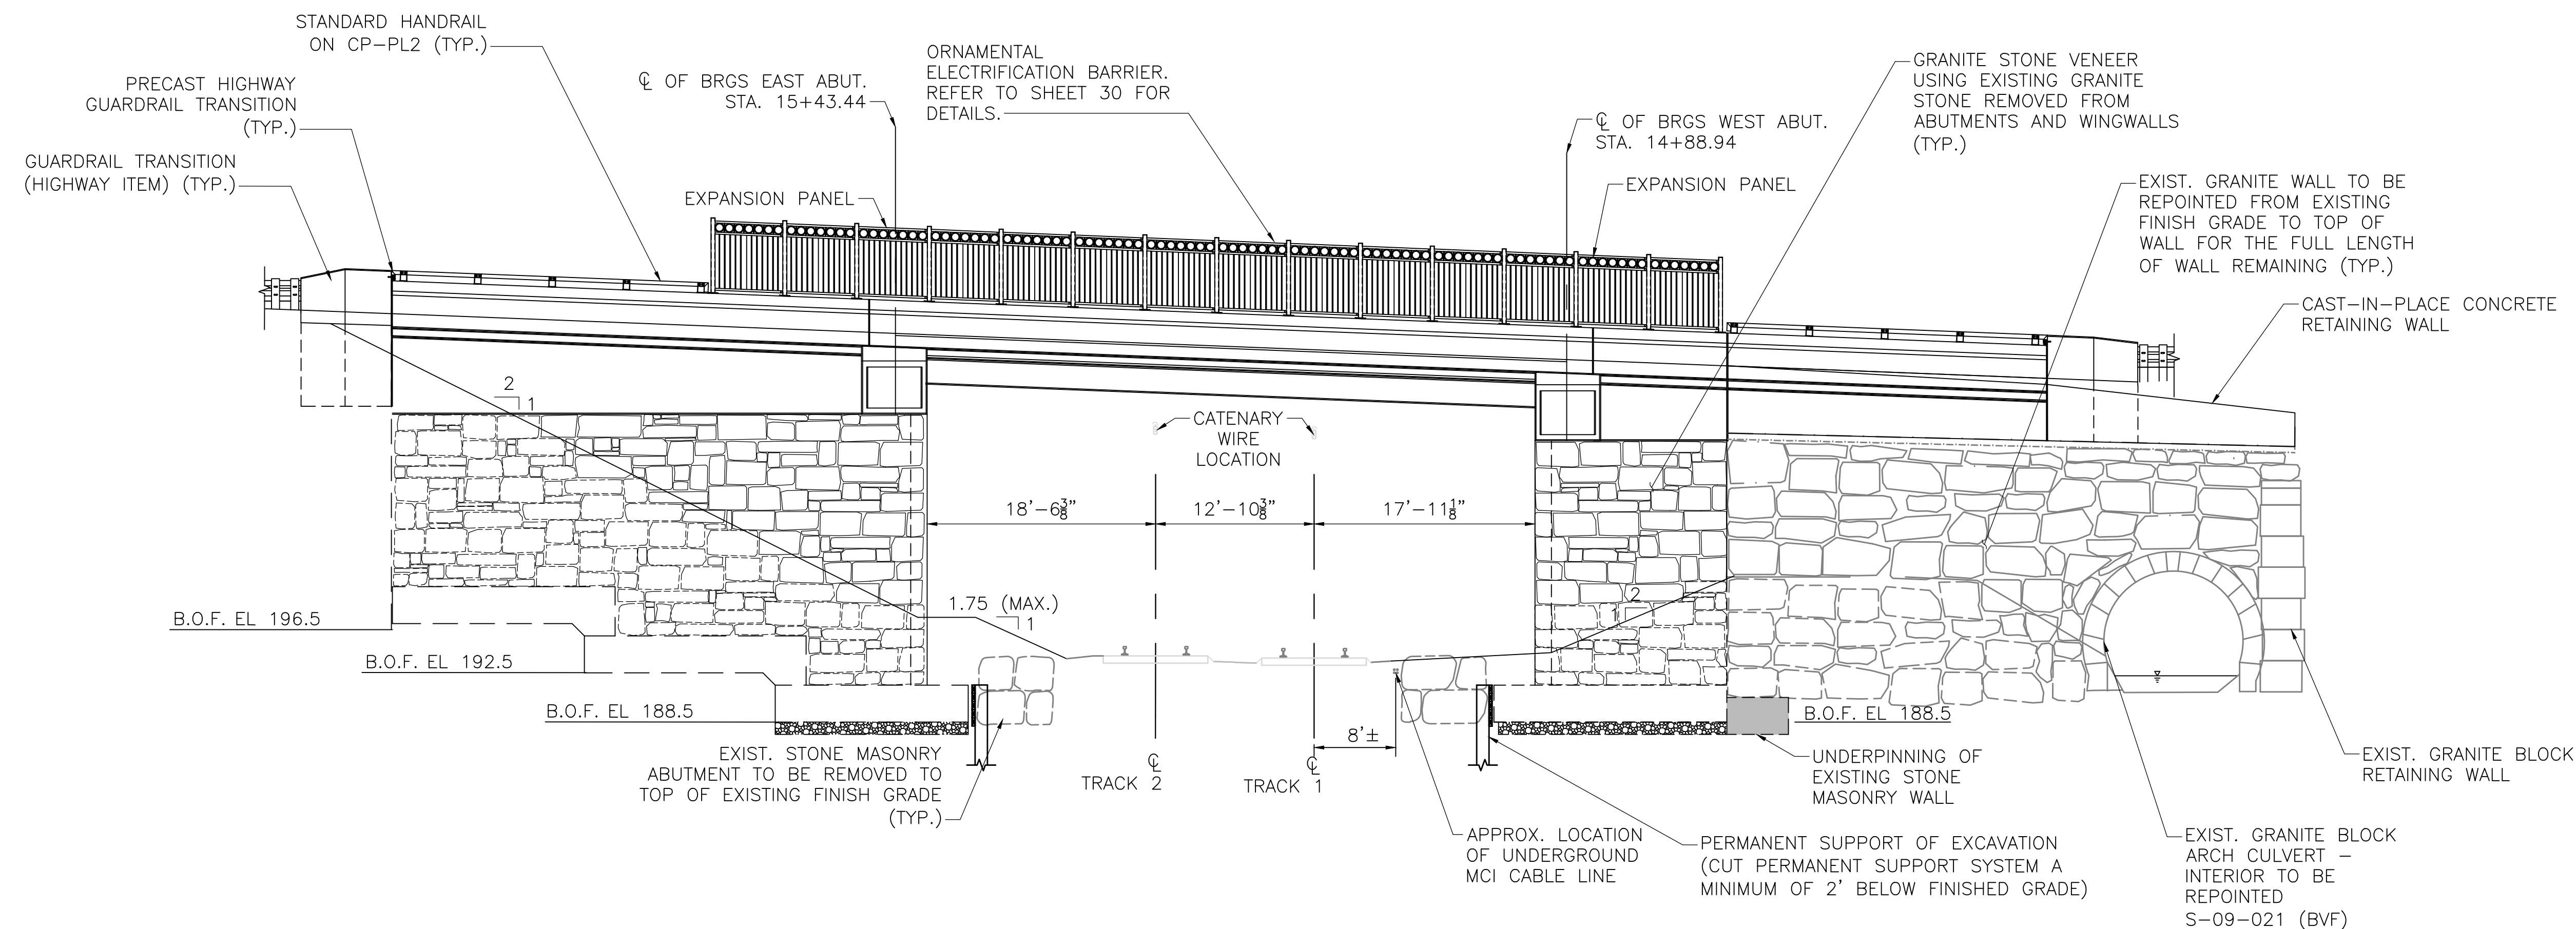 STANDARD HANDRAIL
ON CP-PL2 (TYP.)
PRECAST HIGHWAY
GUARDRAIL TRANSITION
(TYP.)
GUARDRAIL TRANSITION
(HIGHWAY ITEM) (TYP.)
℄ OF BRGS EAST ABUT.
STA. 15+43.44
EXPANSION PANEL
ORNAMENTAL
ELECTRIFICATION BARRIER.
REFER TO SHEET 30 FOR
DETAILS.
℄ OF BRGS WEST ABUT.
STA. 14+88.94
EXPANSION PANEL
GRANITE STONE VENEER
USING EXISTING GRANITE
STONE REMOVED FROM
ABUTMENTS AND WINGWALLS
(TYP.)
EXIST. GRANITE WALL TO BE
REPOINTED FROM EXISTING
FINISH GRADE TO TOP OF
WALL FOR THE FULL LENGTH
OF WALL REMAINING (TYP.)
CAST-IN-PLACE CONCRETE
RETAINING WALL
2
1
CATENARY
WIRE
LOCATION
18'-6⅜"
12'-10⅜"
17'-11⅛"
1.75 (MAX.)
1
2
1
B.O.F. EL 196.5
B.O.F. EL 192.5
B.O.F. EL 188.5
B.O.F. EL 188.5
8'±
EXIST. STONE MASONRY
ABUTMENT TO BE REMOVED TO
TOP OF EXISTING FINISH GRADE
(TYP.)
℄
TRACK 2
℄
TRACK 1
UNDERPINNING OF
EXISTING STONE
MASONRY WALL
EXIST. GRANITE BLOCK
RETAINING WALL
APPROX. LOCATION
OF UNDERGROUND
MCI CABLE LINE
PERMANENT SUPPORT OF EXCAVATION
(CUT PERMANENT SUPPORT SYSTEM A
MINIMUM OF 2' BELOW FINISHED GRADE)
EXIST. GRANITE BLOCK
ARCH CULVERT -
INTERIOR TO BE
REPOINTED
S-09-021 (BVF)